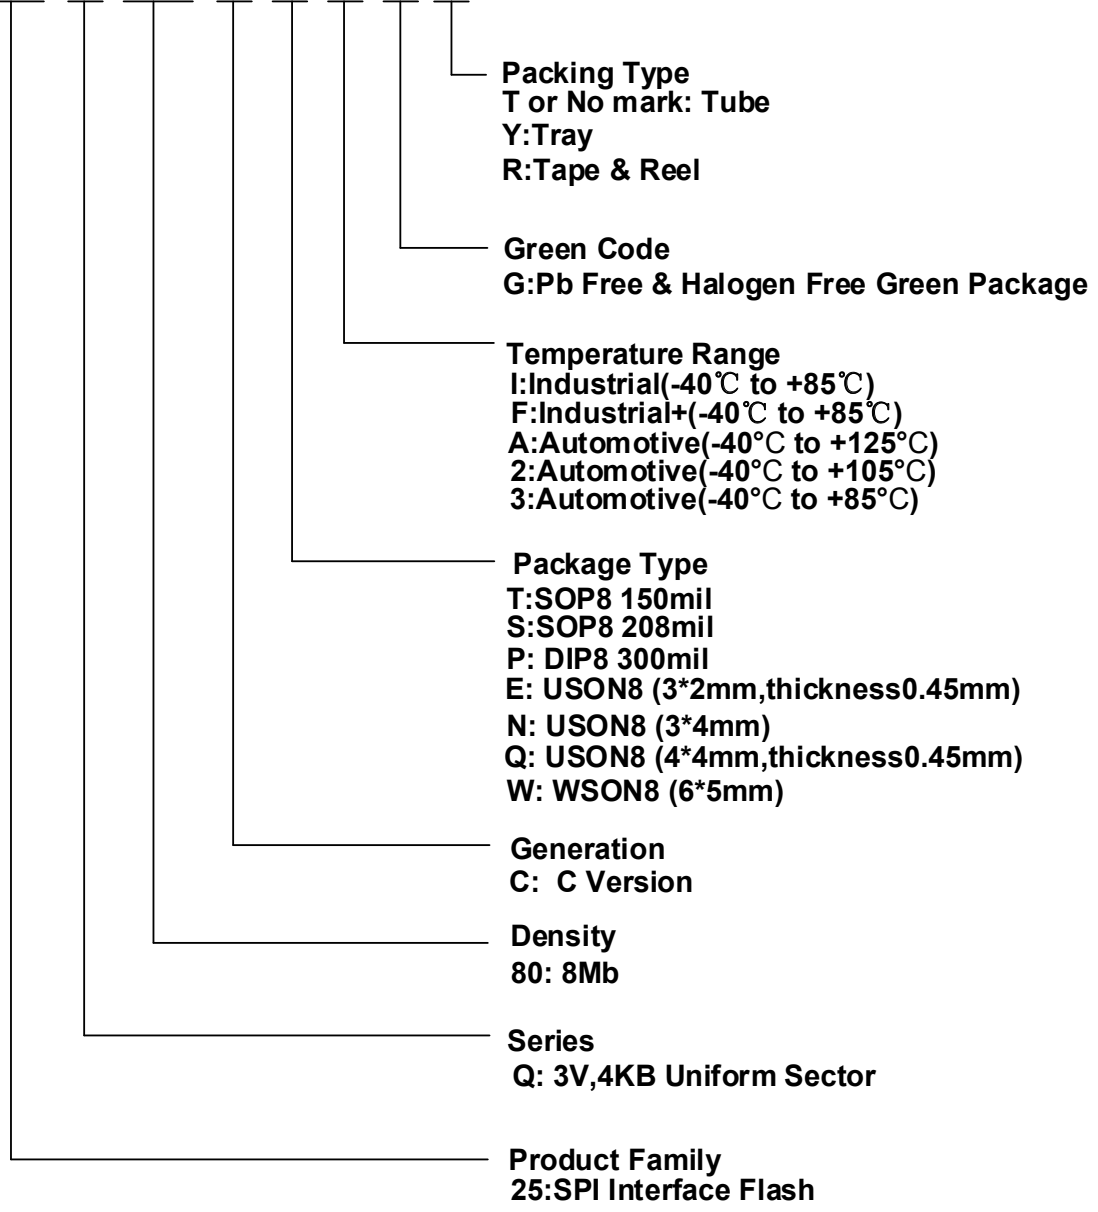 Packing Type
T or No mark: Tube
Y:Tray
R:Tape & Reel
Green Code
G:Pb Free & Halogen Free Green Package
Temperature Range
I:Industrial(-40℃ to +85℃)
F:Industrial+(-40℃ to +85℃)
A:Automotive(-40°C to +125°C)
2:Automotive(-40°C to +105°C)
3:Automotive(-40°C to +85°C)
Package Type
T:SOP8 150mil
S:SOP8 208mil
P: DIP8 300mil
E: USON8 (3*2mm,thickness0.45mm)
N: USON8 (3*4mm)
Q: USON8 (4*4mm,thickness0.45mm)
W: WSON8 (6*5mm)
Generation
C: C Version
Density
80: 8Mb
Series
Q: 3V,4KB Uniform Sector
Product Family
25:SPI Interface Flash